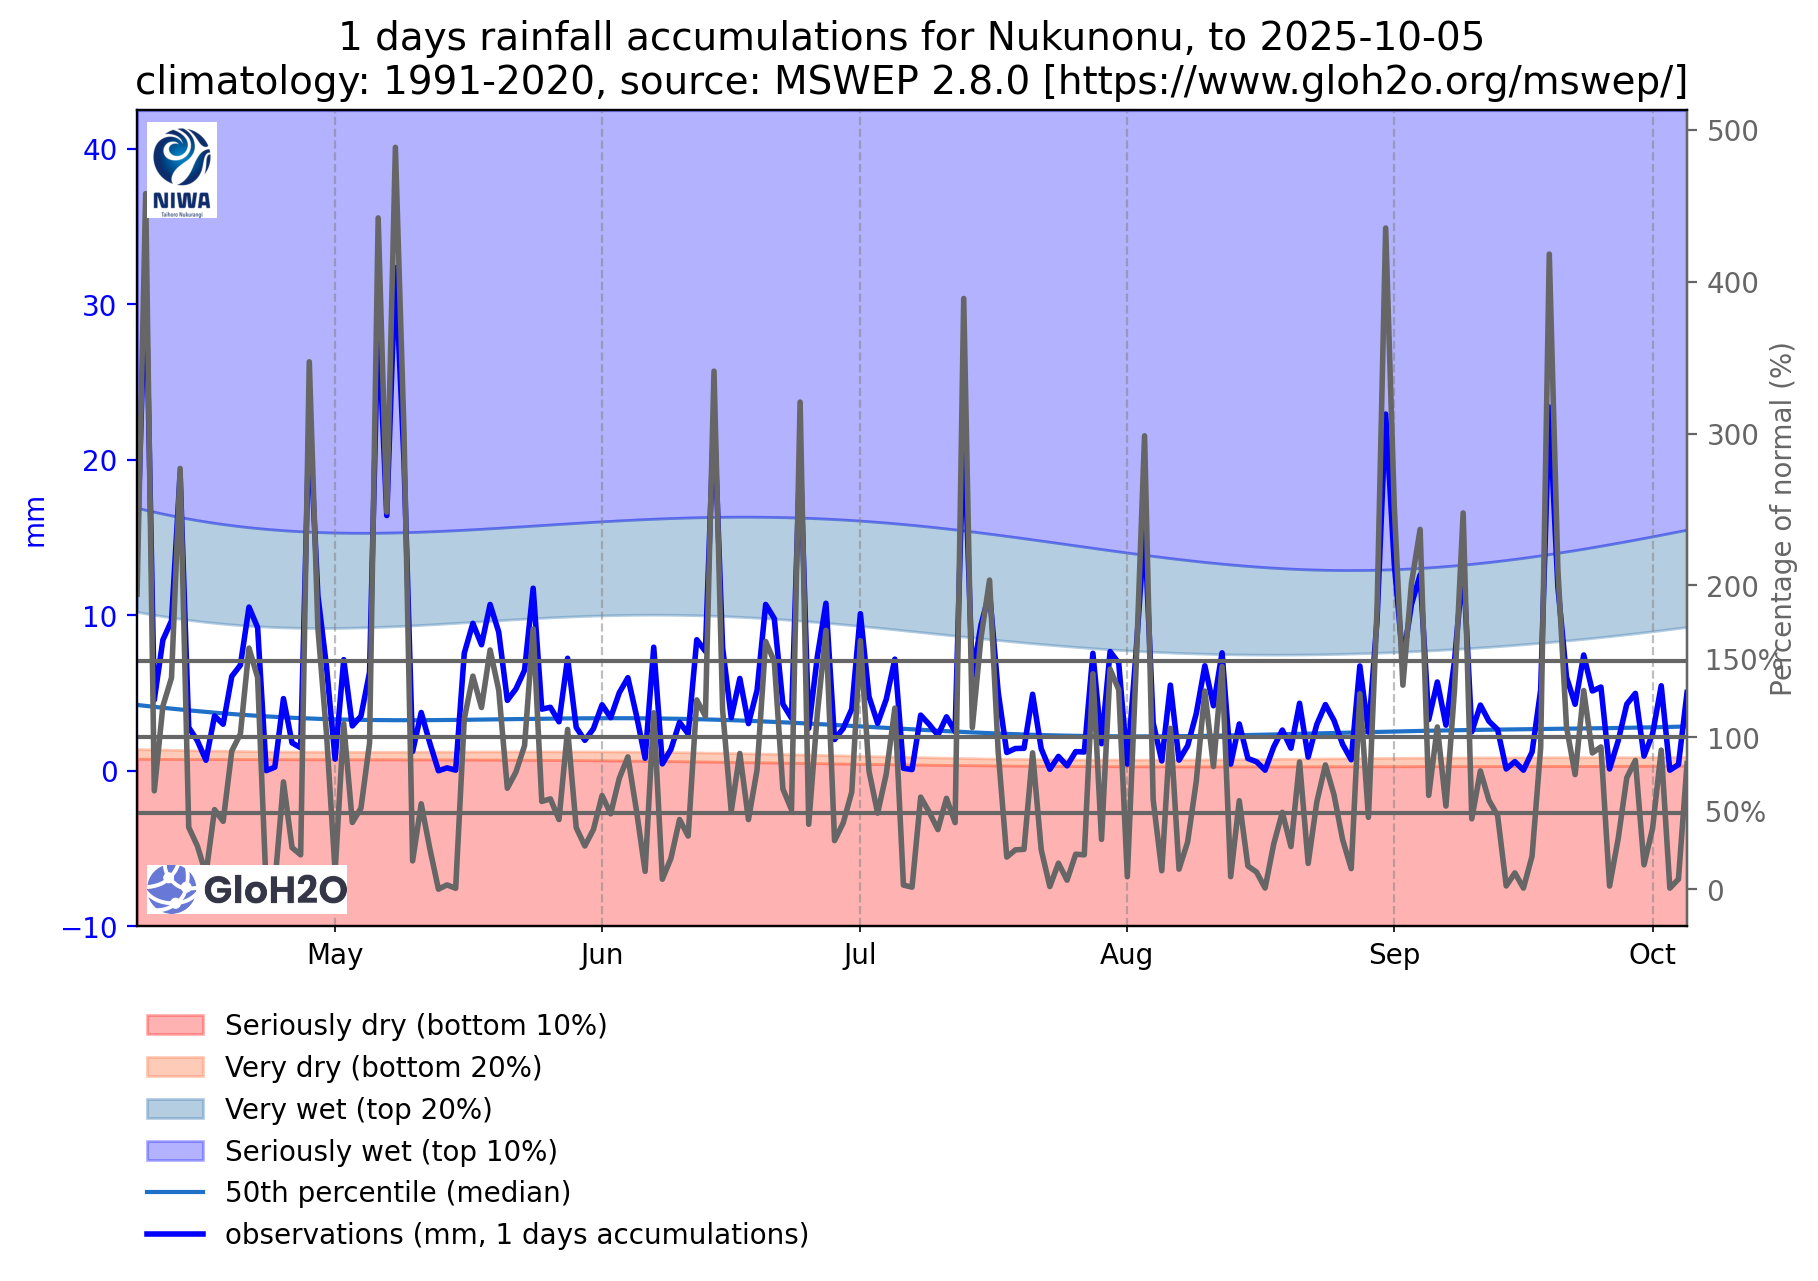 1 days rainfall accumulations for Nukunonu, to 2025-10-05
climatology: 1991-2020, source: MSWEP 2.8.0 [https://www.gloh2o.org/mswep/]
NIWA
Taihoro Nukurangi
mm
40
30
20
10
0
−10
500
400
300
200
150%
100
50%
0
Percentage of normal (%)
GloH2O
May
Jun
Jul
Aug
Sep
Oct
Seriously dry (bottom 10%)
Very dry (bottom 20%)
Very wet (top 20%)
Seriously wet (top 10%)
50th percentile (median)
observations (mm, 1 days accumulations)